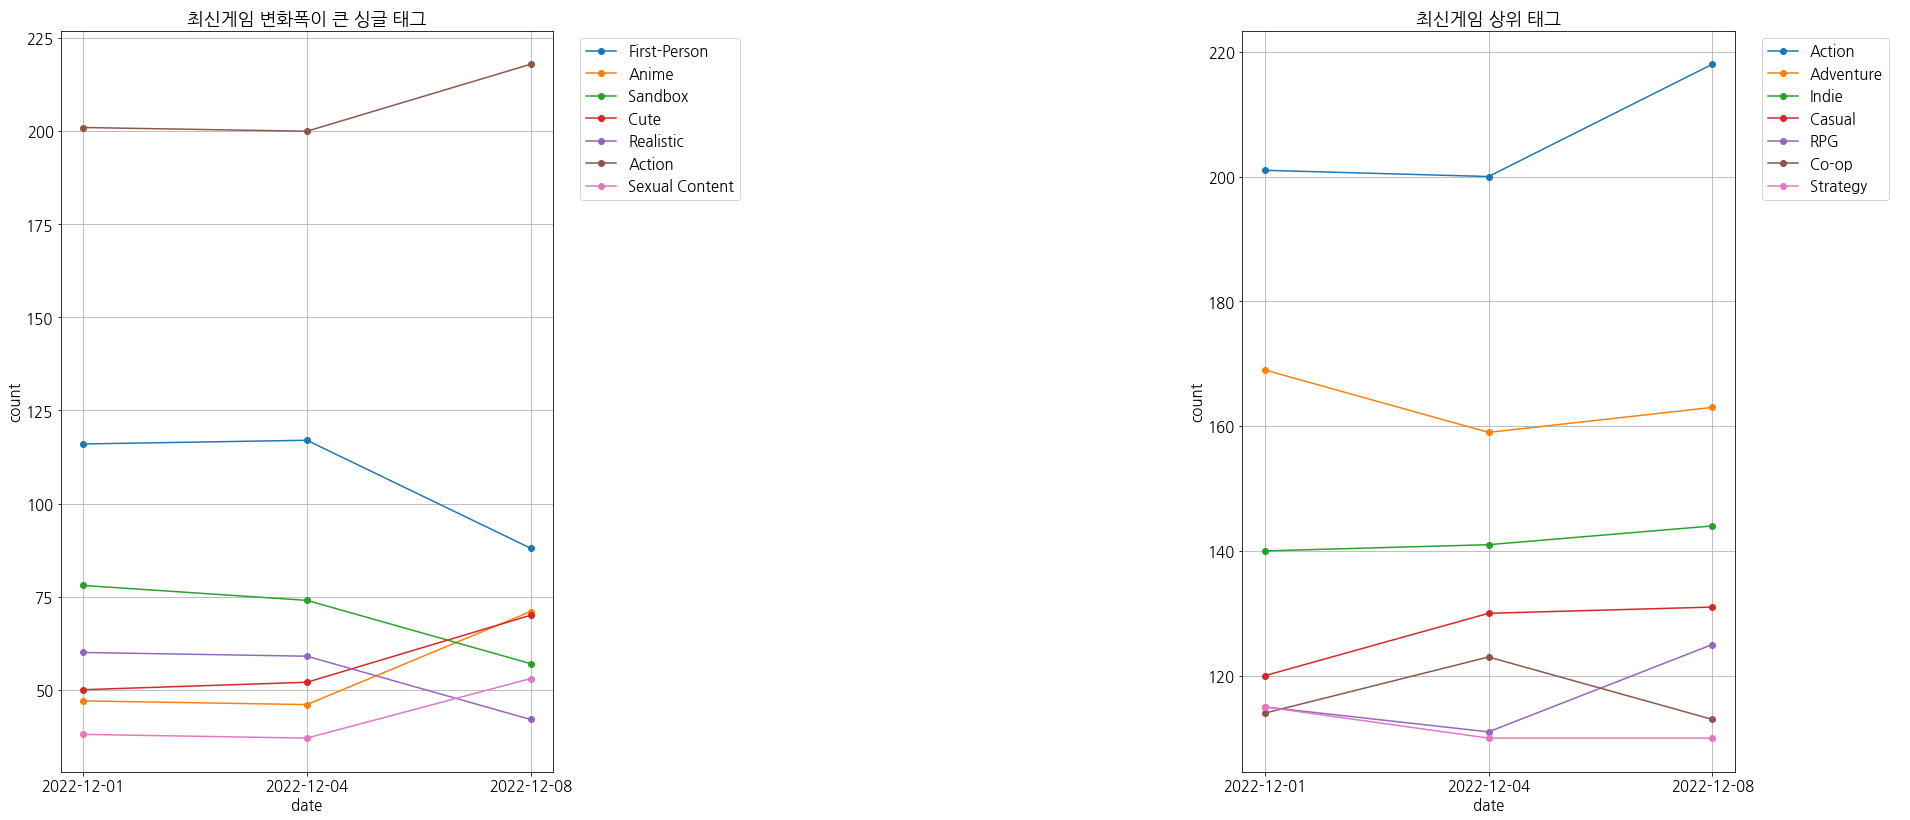 최신게임 변화폭이 큰 싱글 태그
225
200
175
150
125
100
75
50
count
2022-12-01
2022-12-04
2022-12-08
date
First-Person
Anime
Sandbox
Cute
Realistic
Action
Sexual Content
최신게임 상위 태그
220
200
180
160
140
120
count
2022-12-01
2022-12-04
2022-12-08
date
Action
Adventure
Indie
Casual
RPG
Co-op
Strategy